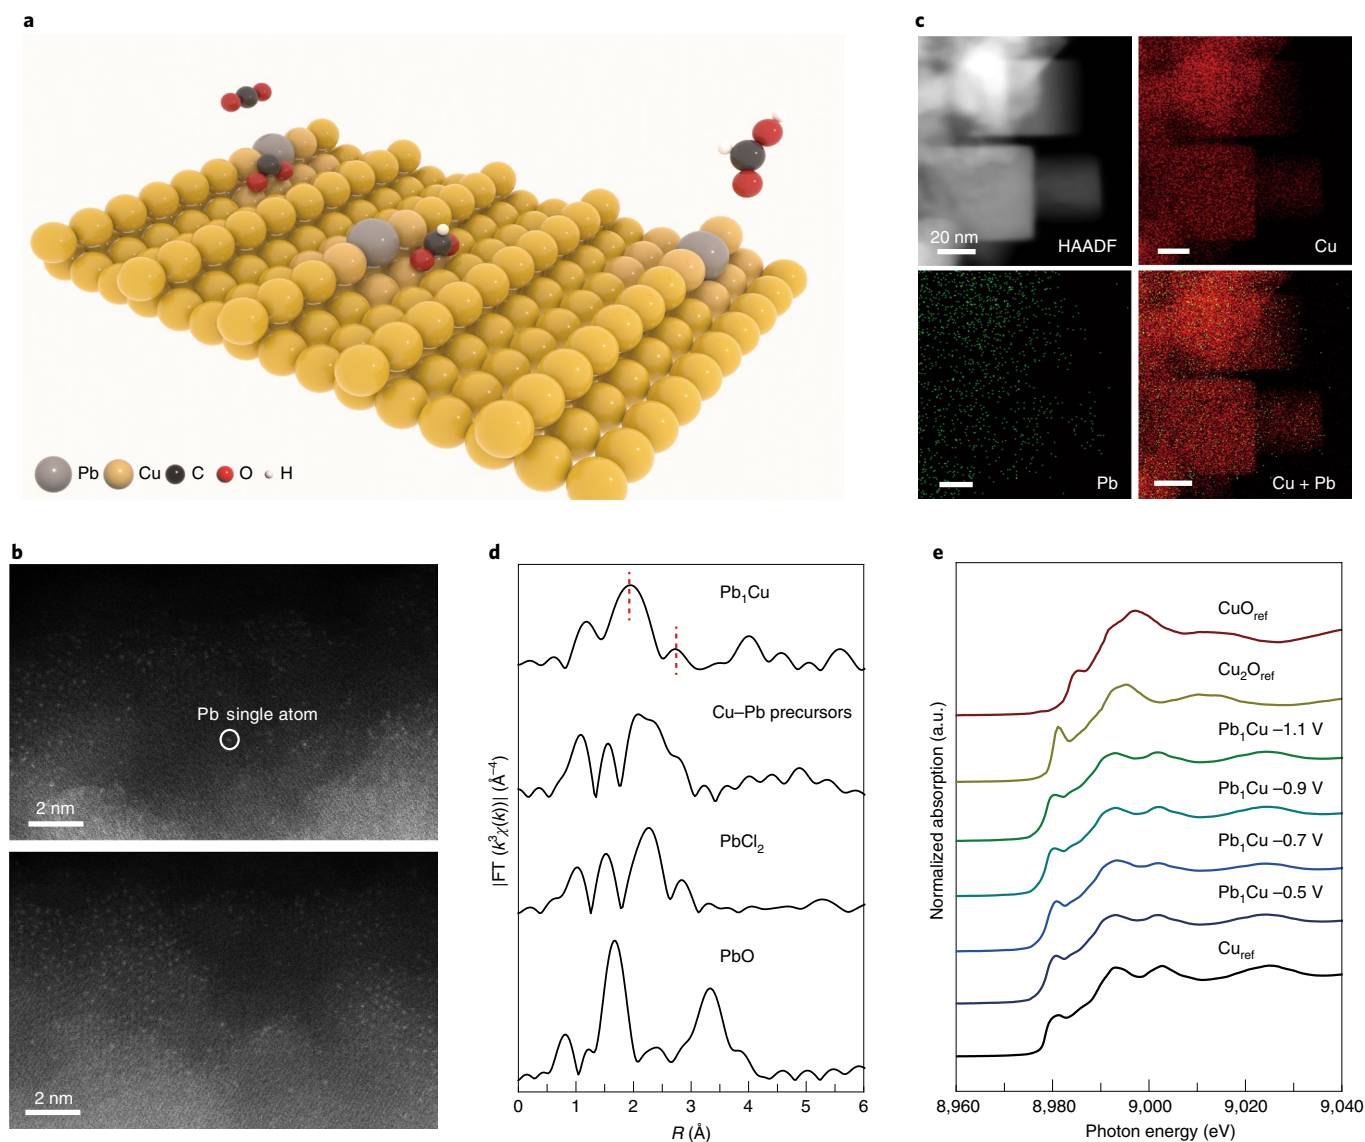 a
Pb Cu C O H
b
Pb single atom
2 nm
2 nm
c
20 nm
HAADF
Cu
Pb
Cu + Pb
d
Pb₁Cu
Cu–Pb precursors
PbCl₂
PbO
|FT (k³χ(k))| (Å⁻⁴)
0 1 2 3 4 5 6
R (Å)
e
CuO_ref
Cu₂O_ref
Pb₁Cu –1.1 V
Pb₁Cu –0.9 V
Pb₁Cu –0.7 V
Pb₁Cu –0.5 V
Cu_ref
Normalized absorption (a.u.)
8,960 8,980 9,000 9,020 9,040
Photon energy (eV)